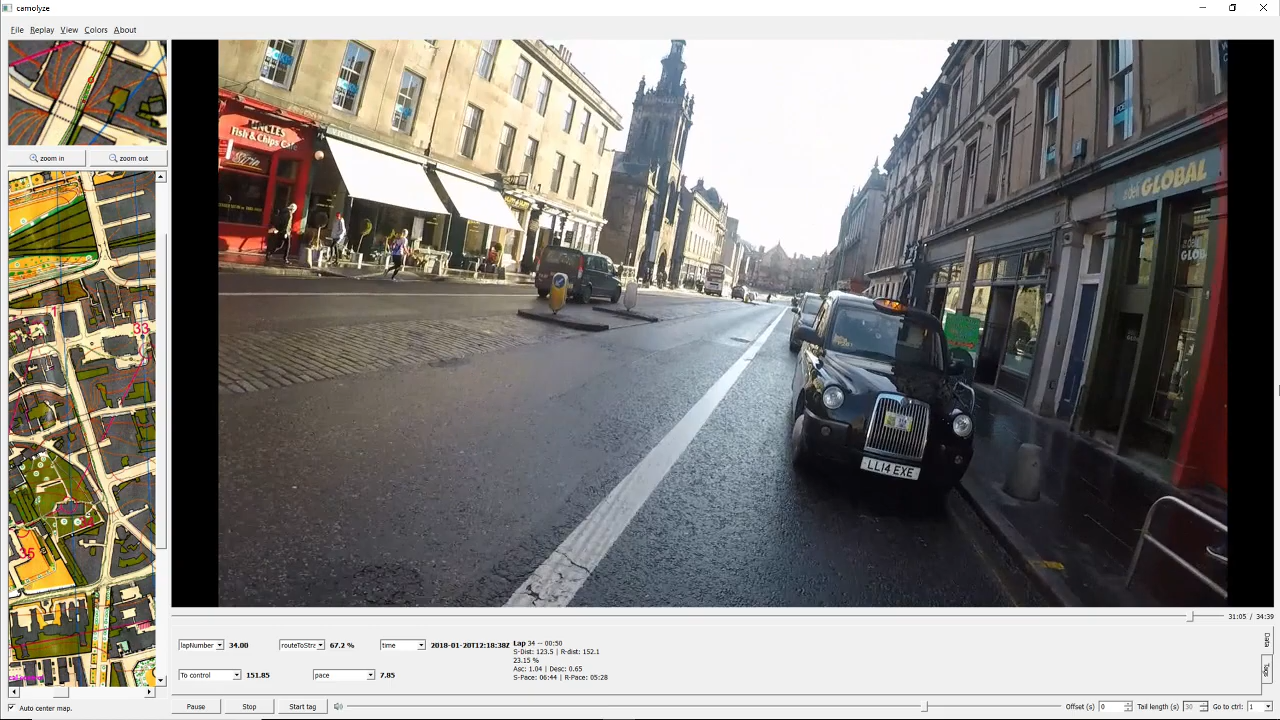 camolyze
File Replay View Colors About
zoom in zoom out
33
35
UNCLES
Fish & Chips Cafe
GLOBAL
LL14 EXE
31:05 / 34:39
Data
Tags
lapNumber 34.00 routeToStra 67.2 % time 2018-01-20T12:18:38Z
To control 151.85 pace 7.85
Lap 34 -- 00:50
S-Dist: 123.5 | R-dist: 152.1
23.15 %
Asc: 1.04 | Desc: 0.65
S-Pace: 06:44 | R-Pace: 05:28
Auto center map.
Pause Stop Start tag
Offset (s) 0 Tail length (s) 30 Go to ctrl: 1